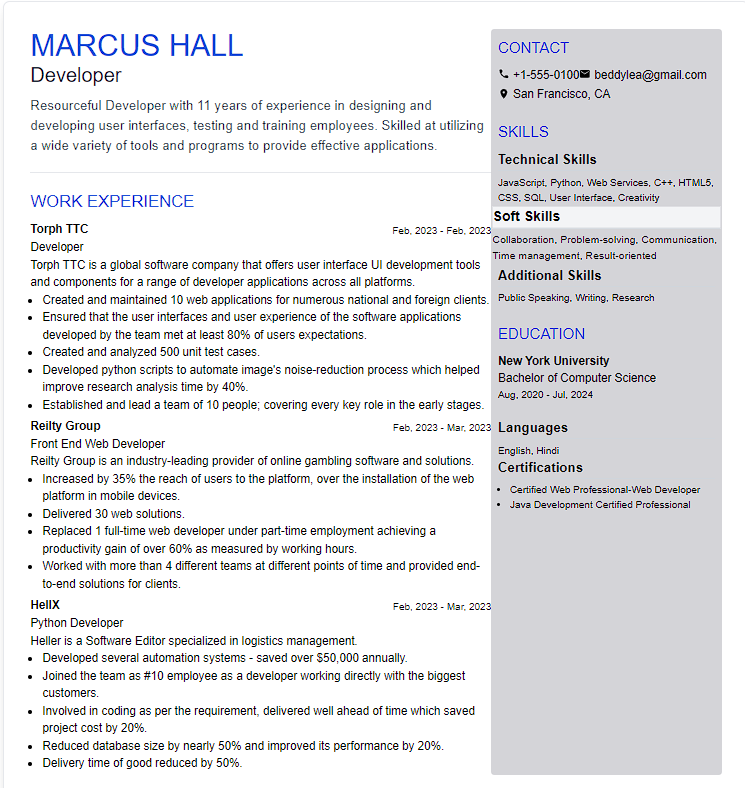 MARCUS HALL
Developer
Resourceful Developer with 11 years of experience in designing and
developing user interfaces, testing and training employees. Skilled at utilizing
a wide variety of tools and programs to provide effective applications.
WORK EXPERIENCE
Torph TTC
Feb, 2023 - Feb, 2023
Developer
Torph TTC is a global software company that offers user interface UI development tools
and components for a range of developer applications across all platforms.
• Created and maintained 10 web applications for numerous national and foreign clients.
• Ensured that the user interfaces and user experience of the software applications
developed by the team met at least 80% of users expectations.
• Created and analyzed 500 unit test cases.
• Developed python scripts to automate image's noise-reduction process which helped
improve research analysis time by 40%.
• Established and lead a team of 10 people; covering every key role in the early stages.
Reilty Group
Feb, 2023 - Mar, 2023
Front End Web Developer
Reilty Group is an industry-leading provider of online gambling software and solutions.
• Increased by 35% the reach of users to the platform, over the installation of the web
platform in mobile devices.
• Delivered 30 web solutions.
• Replaced 1 full-time web developer under part-time employment achieving a
productivity gain of over 60% as measured by working hours.
• Worked with more than 4 different teams at different points of time and provided end-
to-end solutions for clients.
HellX
Feb, 2023 - Mar, 2023
Python Developer
Heller is a Software Editor specialized in logistics management.
• Developed several automation systems - saved over $50,000 annually.
• Joined the team as #10 employee as a developer working directly with the biggest
customers.
• Involved in coding as per the requirement, delivered well ahead of time which saved
project cost by 20%.
• Reduced database size by nearly 50% and improved its performance by 20%.
• Delivery time of good reduced by 50%.
CONTACT
+1-555-0100 beddylea@gmail.com
San Francisco, CA
SKILLS
Technical Skills
JavaScript, Python, Web Services, C++, HTML5,
CSS, SQL, User Interface, Creativity
Soft Skills
Collaboration, Problem-solving, Communication,
Time management, Result-oriented
Additional Skills
Public Speaking, Writing, Research
EDUCATION
New York University
Bachelor of Computer Science
Aug, 2020 - Jul, 2024
Languages
English, Hindi
Certifications
• Certified Web Professional-Web Developer
• Java Development Certified Professional